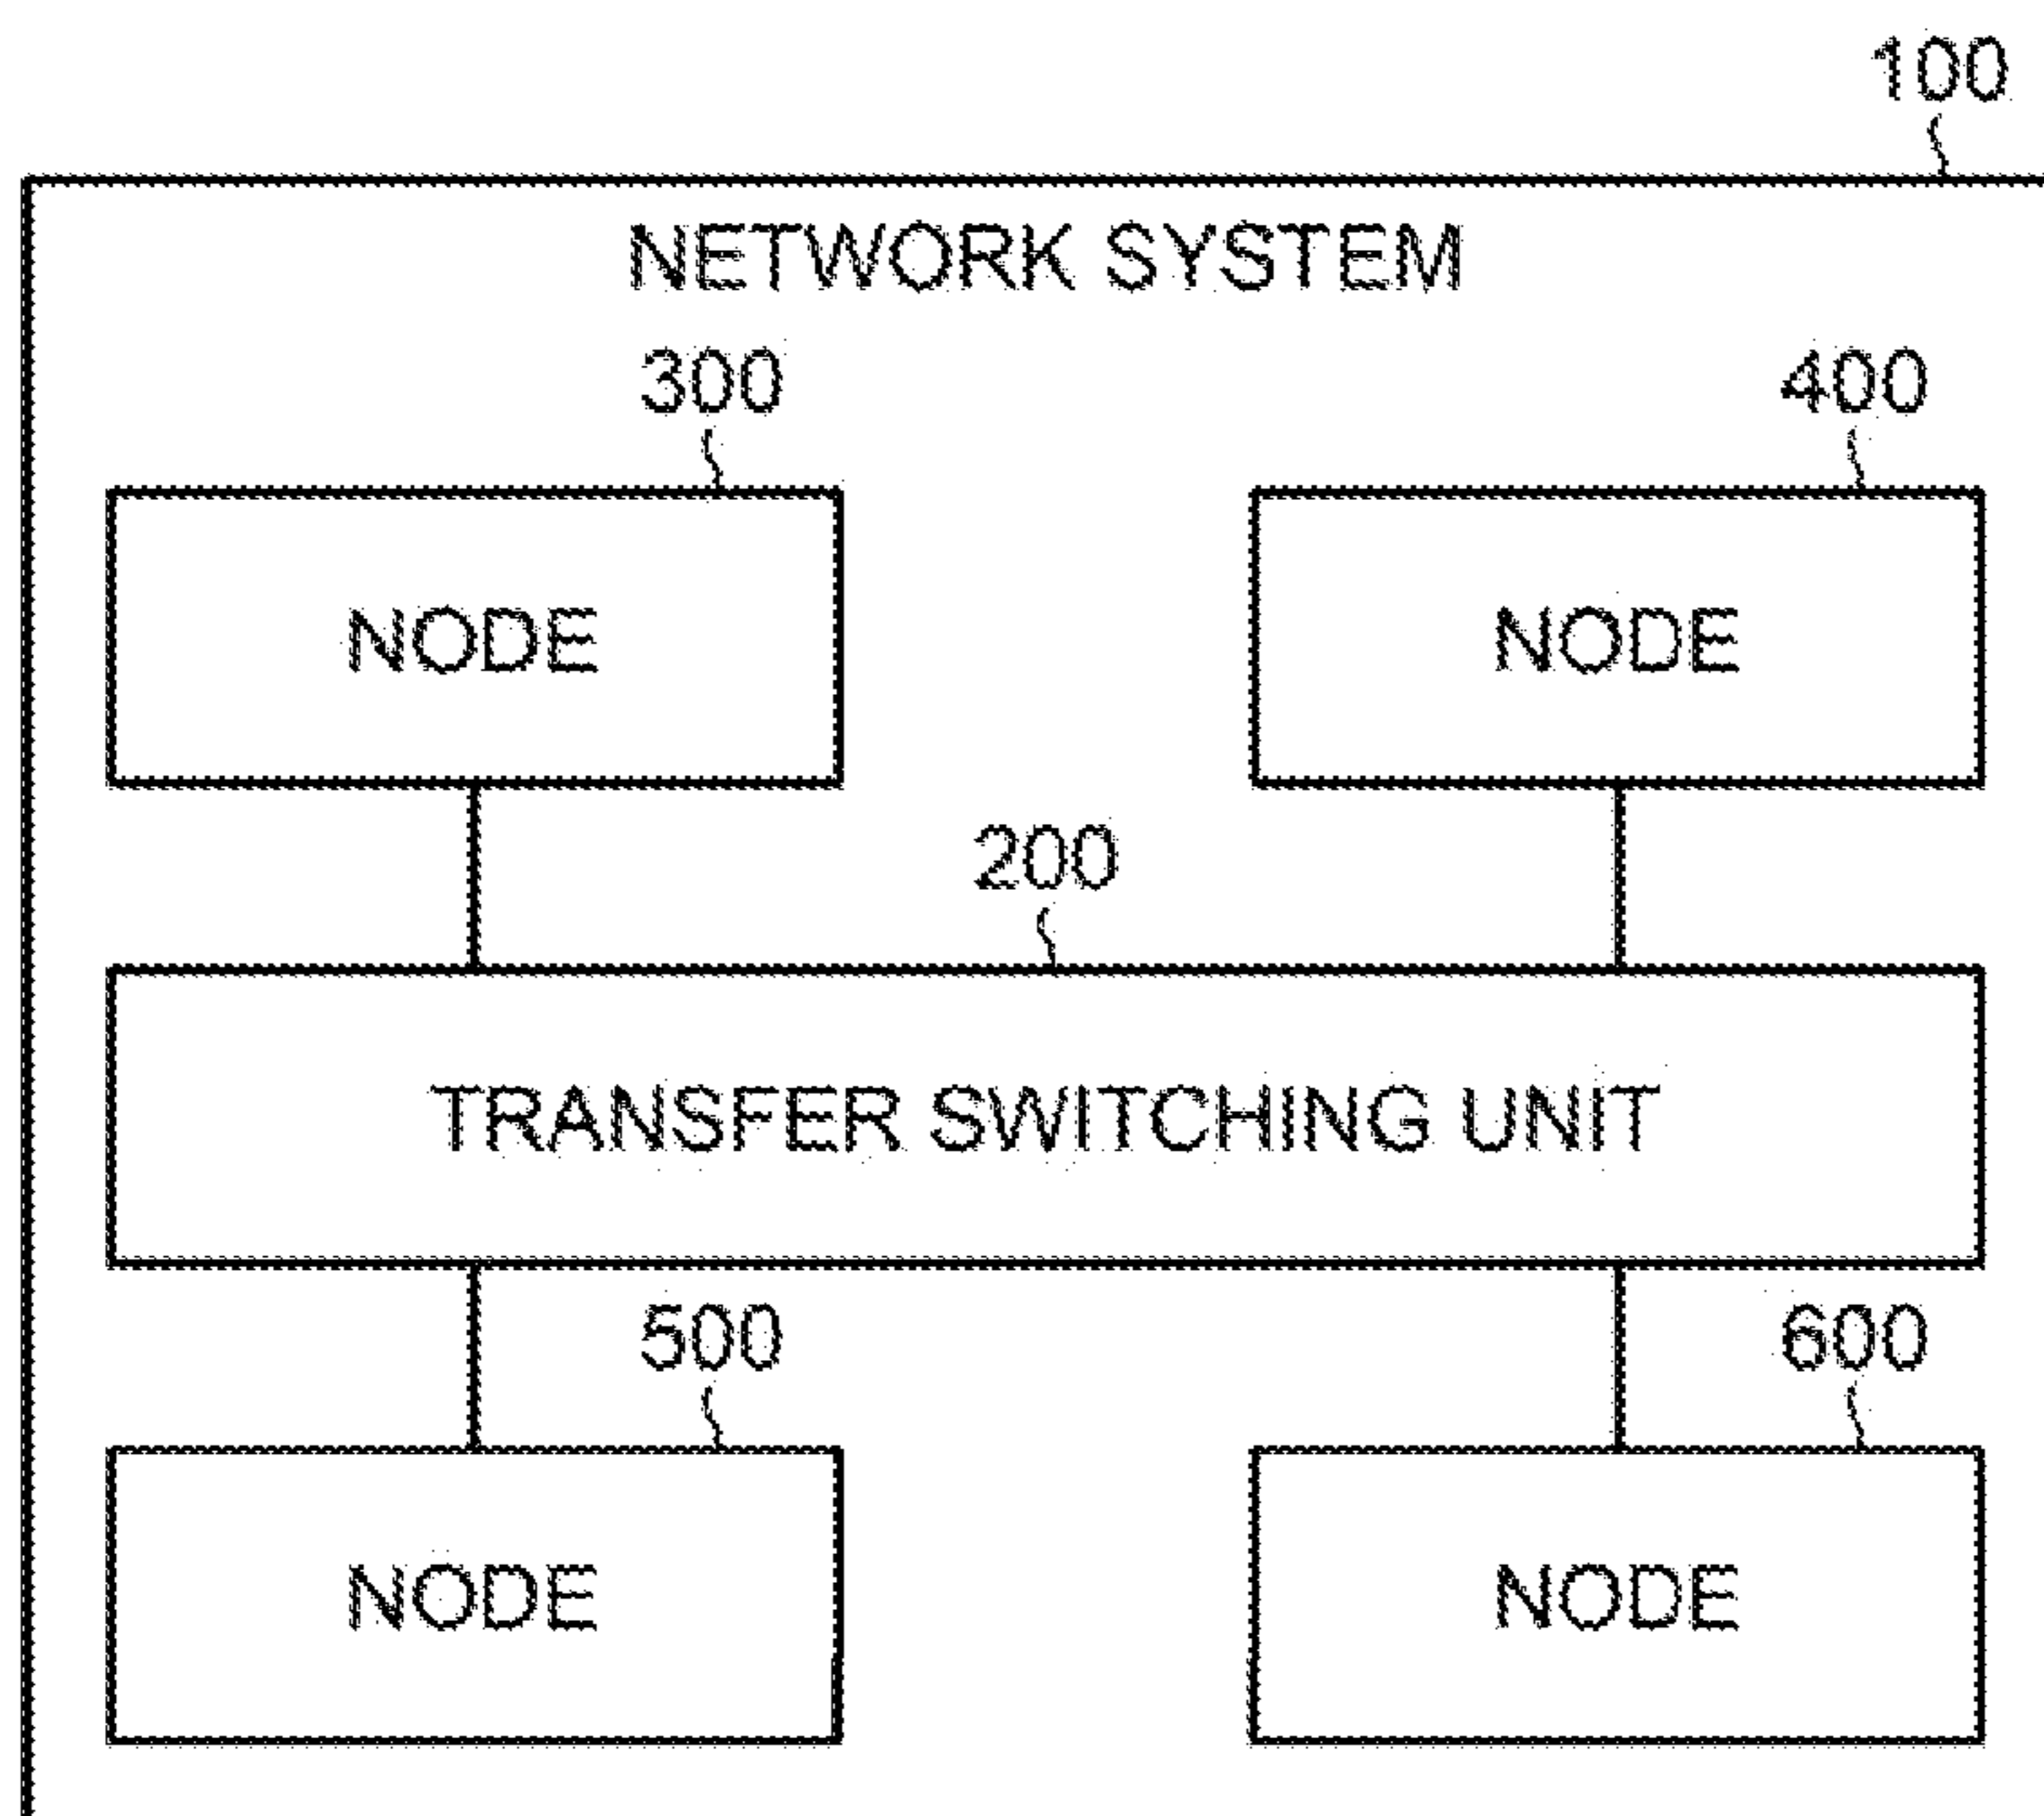 100
NETWORK SYSTEM
300
400
NODE
NODE
200
TRANSFER SWITCHING UNIT
500
600
NODE
NODE